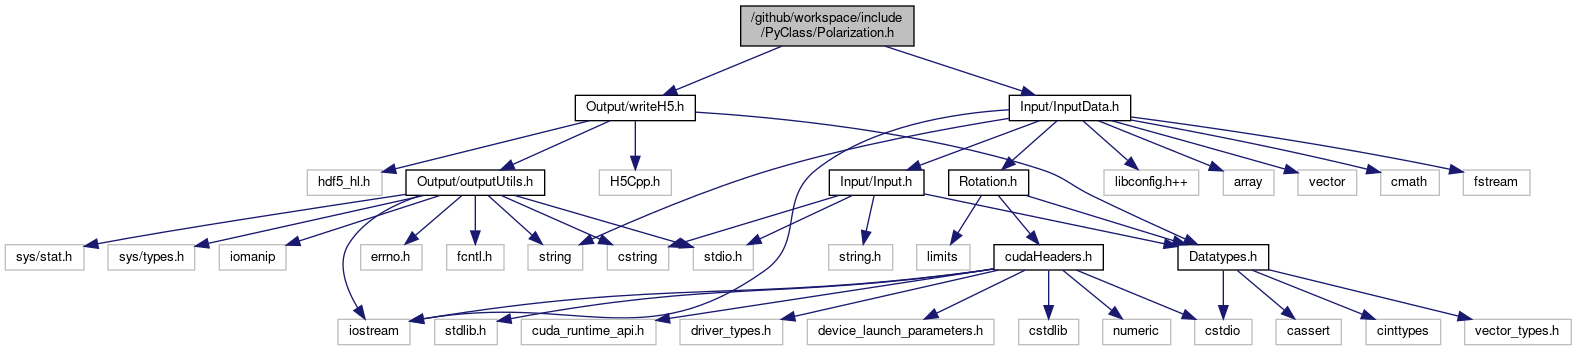 /github/workspace/include
/PyClass/Polarization.h
Output/writeH5.h
Input/InputData.h
hdf5_hl.h
Output/outputUtils.h
H5Cpp.h
Input/Input.h
Rotation.h
libconfig.h++
array
vector
cmath
fstream
sys/stat.h
sys/types.h
iomanip
errno.h
fcntl.h
string
cstring
stdio.h
string.h
limits
cudaHeaders.h
Datatypes.h
iostream
stdlib.h
cuda_runtime_api.h
driver_types.h
device_launch_parameters.h
cstdlib
numeric
cstdio
cassert
cinttypes
vector_types.h